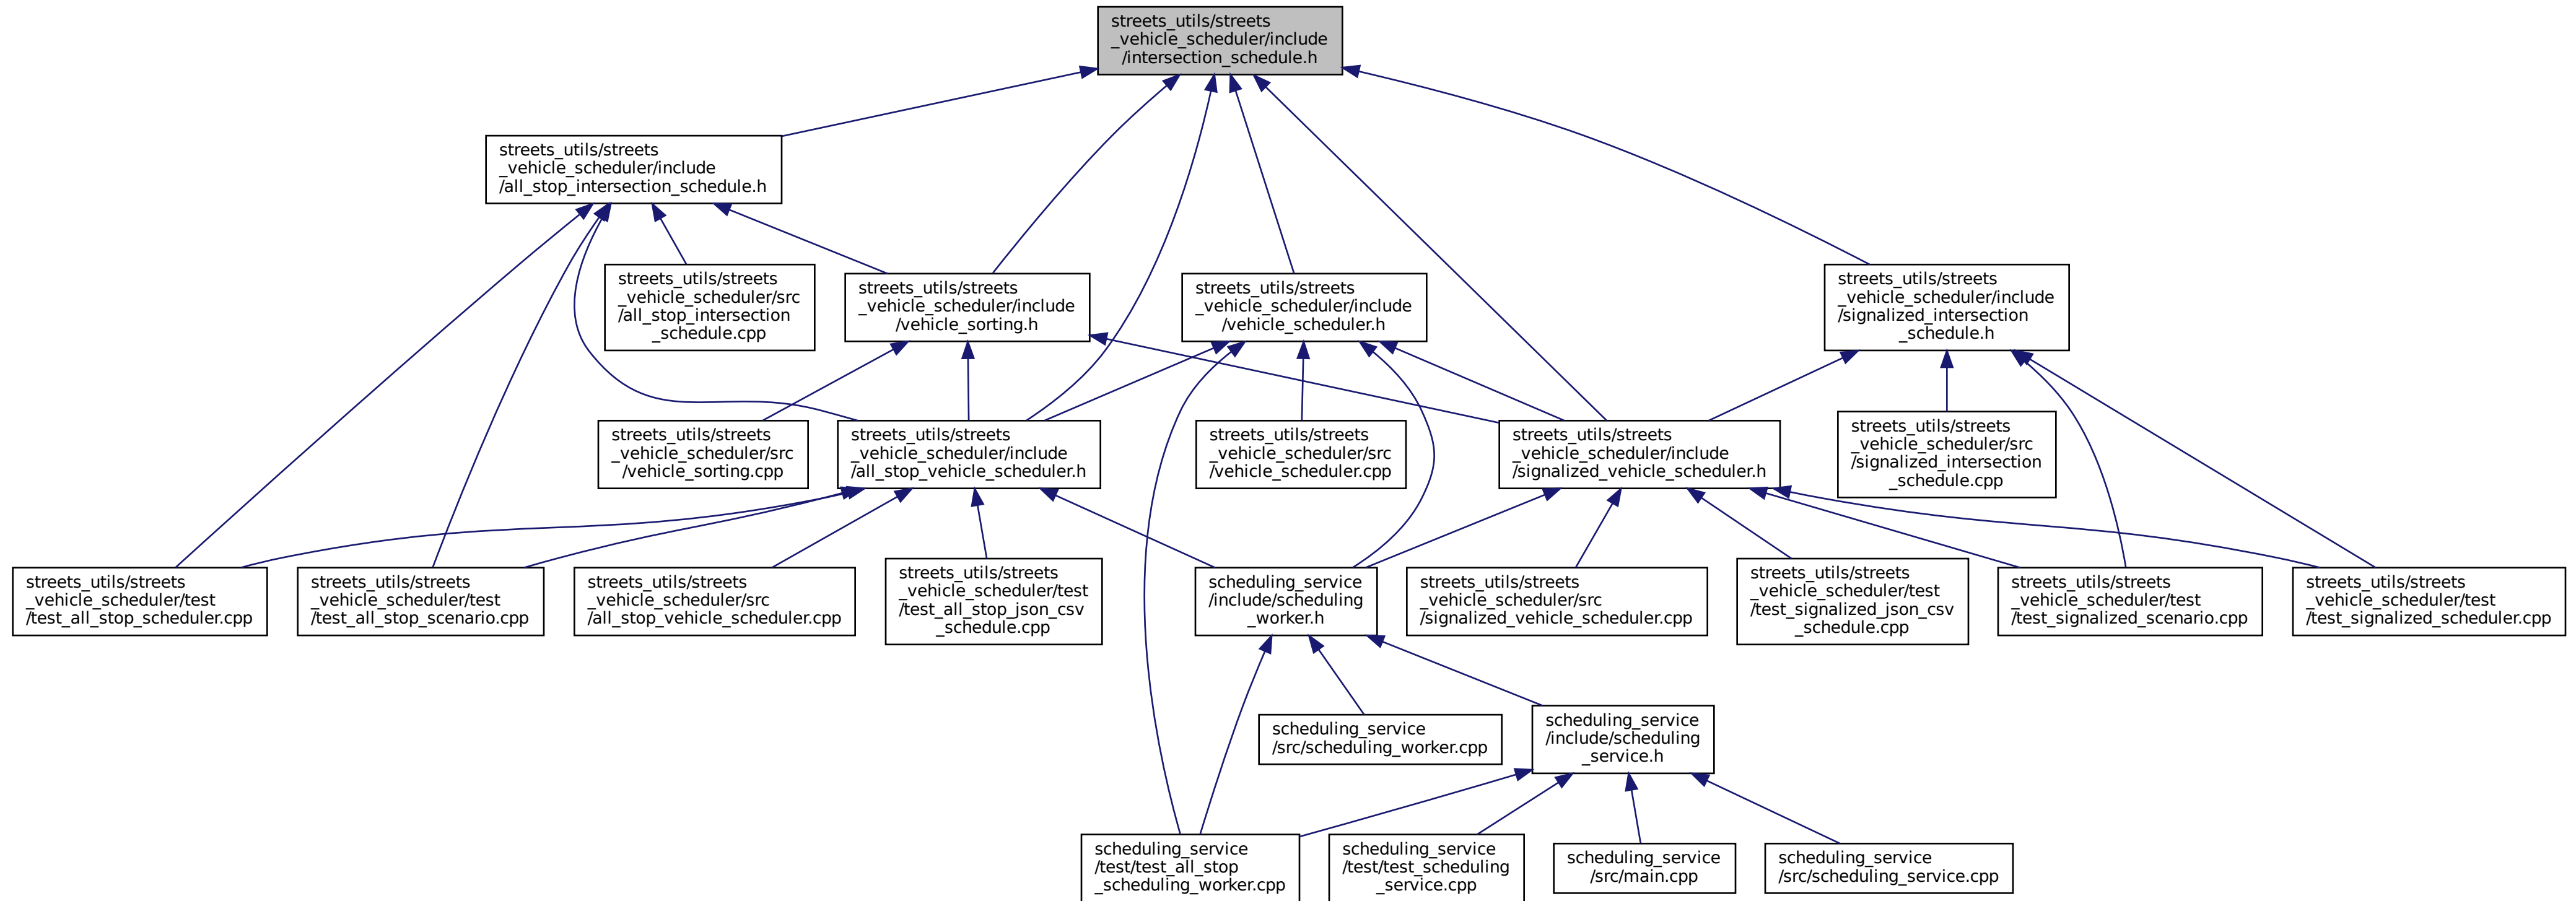 streets_utils/streets
_vehicle_scheduler/include
/intersection_schedule.h
streets_utils/streets
_vehicle_scheduler/include
/all_stop_intersection_schedule.h
streets_utils/streets
_vehicle_scheduler/src
/all_stop_intersection
_schedule.cpp
streets_utils/streets
_vehicle_scheduler/include
/vehicle_sorting.h
streets_utils/streets
_vehicle_scheduler/include
/vehicle_scheduler.h
streets_utils/streets
_vehicle_scheduler/include
/signalized_intersection
_schedule.h
streets_utils/streets
_vehicle_scheduler/src
/vehicle_sorting.cpp
streets_utils/streets
_vehicle_scheduler/include
/all_stop_vehicle_scheduler.h
streets_utils/streets
_vehicle_scheduler/src
/vehicle_scheduler.cpp
streets_utils/streets
_vehicle_scheduler/include
/signalized_vehicle_scheduler.h
streets_utils/streets
_vehicle_scheduler/src
/signalized_intersection
_schedule.cpp
streets_utils/streets
_vehicle_scheduler/test
/test_all_stop_scheduler.cpp
streets_utils/streets
_vehicle_scheduler/test
/test_all_stop_scenario.cpp
streets_utils/streets
_vehicle_scheduler/src
/all_stop_vehicle_scheduler.cpp
streets_utils/streets
_vehicle_scheduler/test
/test_all_stop_json_csv
_schedule.cpp
scheduling_service
/include/scheduling
_worker.h
streets_utils/streets
_vehicle_scheduler/src
/signalized_vehicle_scheduler.cpp
streets_utils/streets
_vehicle_scheduler/test
/test_signalized_json_csv
_schedule.cpp
streets_utils/streets
_vehicle_scheduler/test
/test_signalized_scenario.cpp
streets_utils/streets
_vehicle_scheduler/test
/test_signalized_scheduler.cpp
scheduling_service
/src/scheduling_worker.cpp
scheduling_service
/include/scheduling
_service.h
scheduling_service
/test/test_all_stop
_scheduling_worker.cpp
scheduling_service
/test/test_scheduling
_service.cpp
scheduling_service
/src/main.cpp
scheduling_service
/src/scheduling_service.cpp